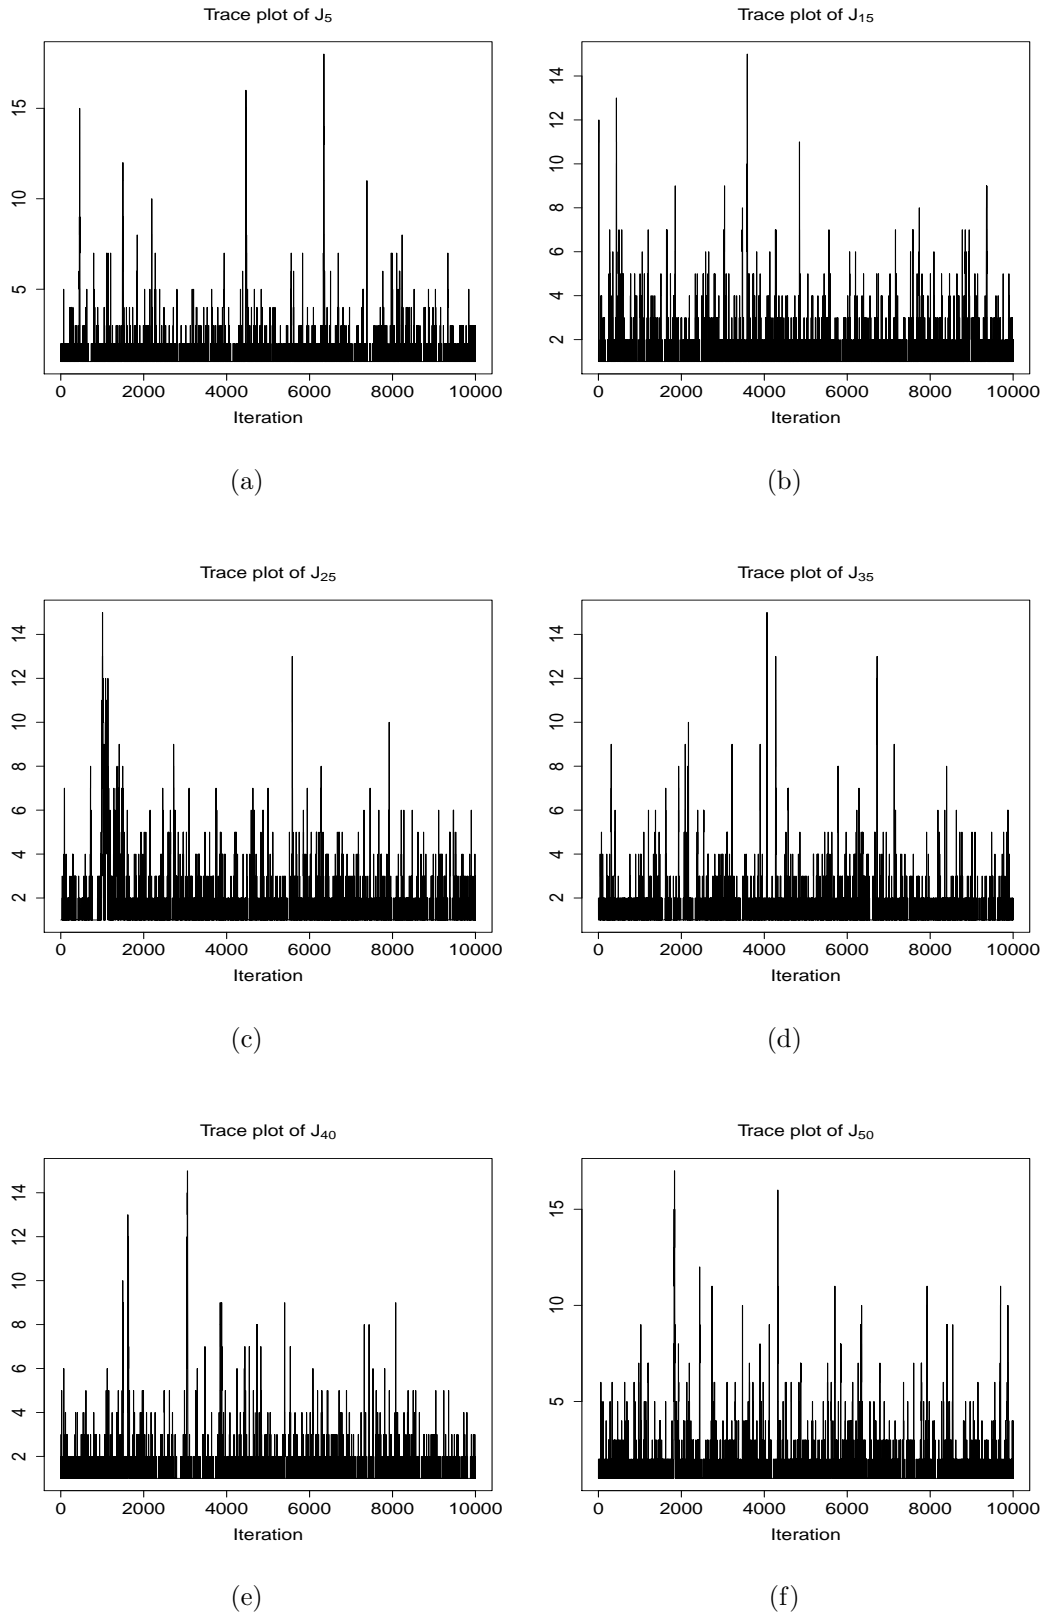 Trace plot of J₅ Trace plot of J₁₅
15
10
5
14
12
10
8
6
4
2
0 2000 4000 6000 8000 10000 0 2000 4000 6000 8000 10000
Iteration Iteration
(a) (b)
Trace plot of J₂₅ Trace plot of J₃₅
14
12
10
8
6
4
2
14
12
10
8
6
4
2
0 2000 4000 6000 8000 10000 0 2000 4000 6000 8000 10000
Iteration Iteration
(c) (d)
Trace plot of J₄₀ Trace plot of J₅₀
14
12
10
8
6
4
2
15
10
5
0 2000 4000 6000 8000 10000 0 2000 4000 6000 8000 10000
Iteration Iteration
(e) (f)